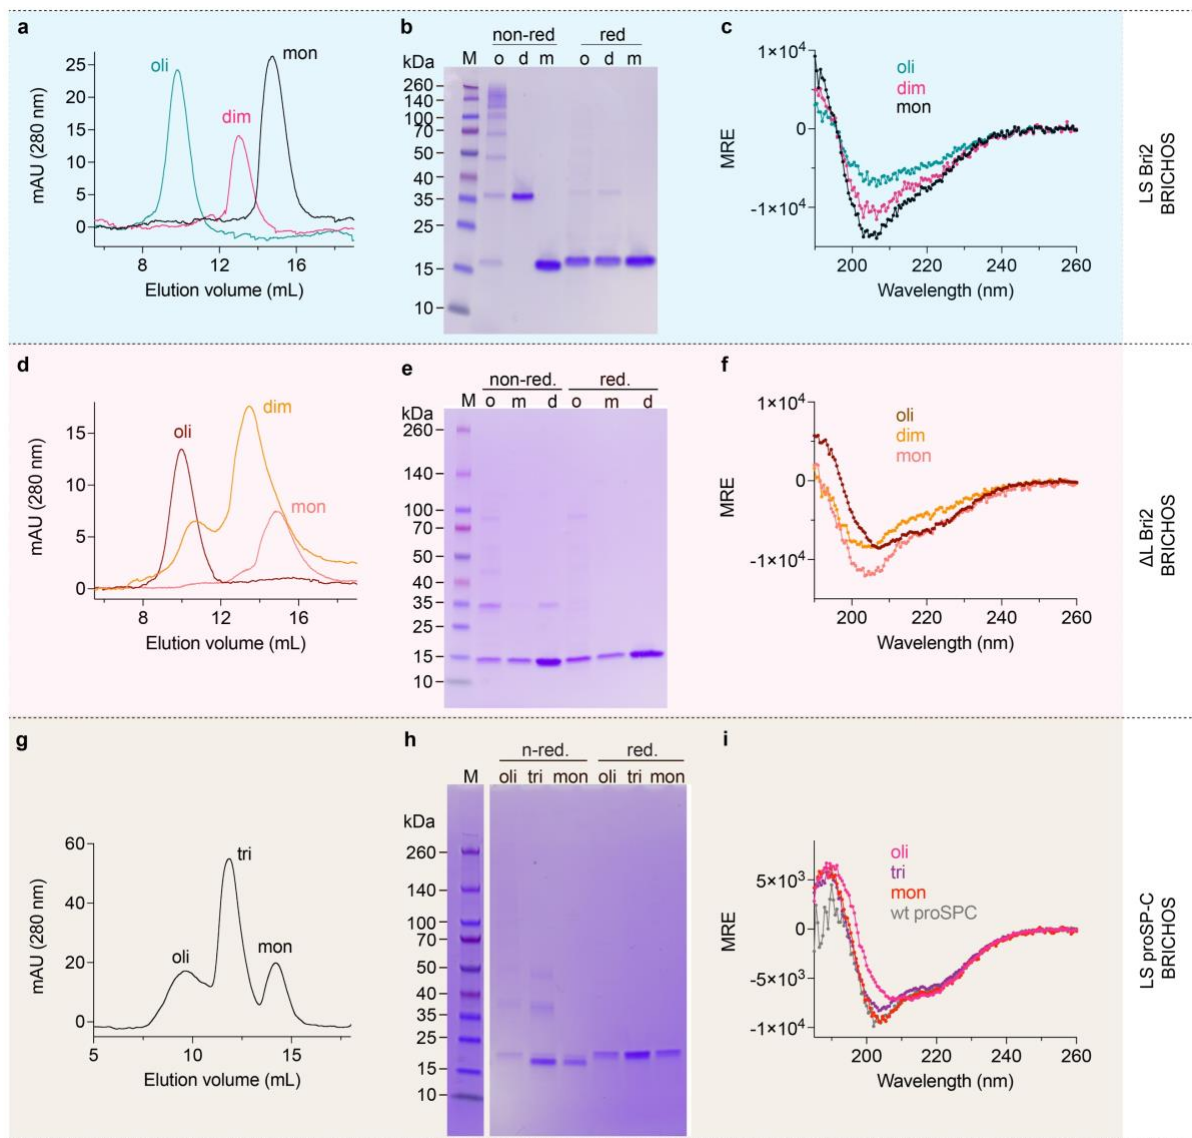 a
mAU (280 nm)
25
20
15
10
5
0
oli
dim
mon
8 12 16
Elution volume (mL)
b
non-red red
kDa M o d m o d m
260
140
100
70
50
40
35
25
15
10
c
MRE
1×10⁴
0
-1×10⁴
oli
dim
mon
200 220 240 260
Wavelength (nm)
LS Bri2
BRICHOS
d
mAU (280 nm)
15
10
5
0
oli
dim
mon
8 12 16
Elution volume (mL)
e
non-red. red.
M o m d o m d
kDa
260
140
100
70
50
40
35
25
15
10
f
MRE
1×10⁴
0
-1×10⁴
oli
dim
mon
200 220 240 260
Wavelength (nm)
ΔL Bri2
BRICHOS
g
mAU (280 nm)
60
40
20
0
oli
tri
mon
5 10 15
Elution volume (mL)
h
n-red. red.
M oli tri mon oli tri mon
kDa
260
140
100
70
50
40
35
25
15
10
i
MRE
5×10³
0
-5×10³
-1×10⁴
oli
tri
mon
wt proSPC
200 220 240 260
Wavelength (nm)
LS proSP-C
BRICHOS